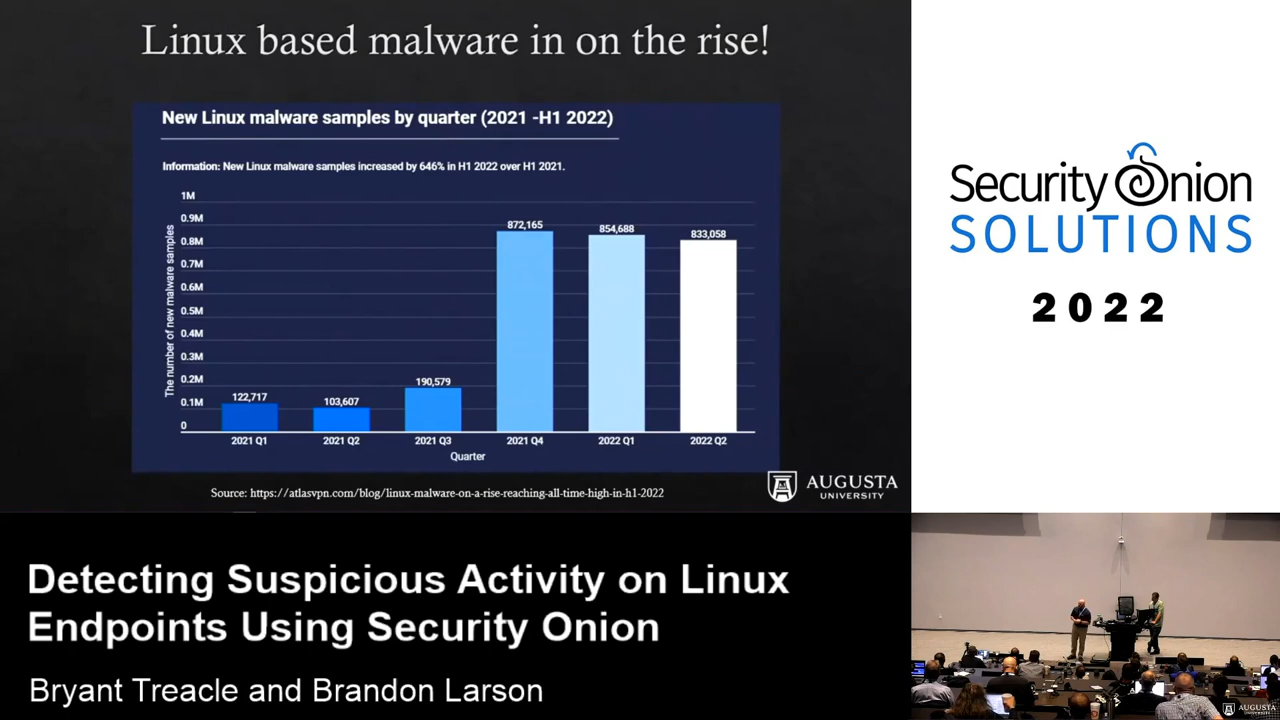 Linux based malware in on the rise!
New Linux malware samples by quarter (2021 -H1 2022)
Information: New Linux malware samples increased by 646% in H1 2022 over H1 2021.
The number of new malware samples
1M
0.9M
0.8M
0.7M
0.6M
0.5M
0.4M
0.3M
0.2M
0.1M
0
122,717
103,607
190,579
872,165
854,688
833,058
2021 Q1
2021 Q2
2021 Q3
2021 Q4
2022 Q1
2022 Q2
Quarter
Source: https://atlasvpn.com/blog/linux-malware-on-a-rise-reaching-all-time-high-in-h1-2022
AUGUSTA
UNIVERSITY
Security Onion
SOLUTIONS
2022
Detecting Suspicious Activity on Linux
Endpoints Using Security Onion
Bryant Treacle and Brandon Larson
AUGUSTA
UNIVERSITY